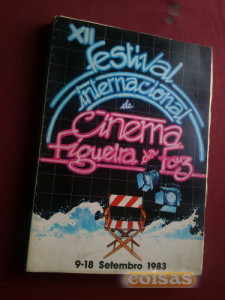 XII
festival
internacional
de
Cinema
Figueira da foz
9-18 Setembro 1983
coisas